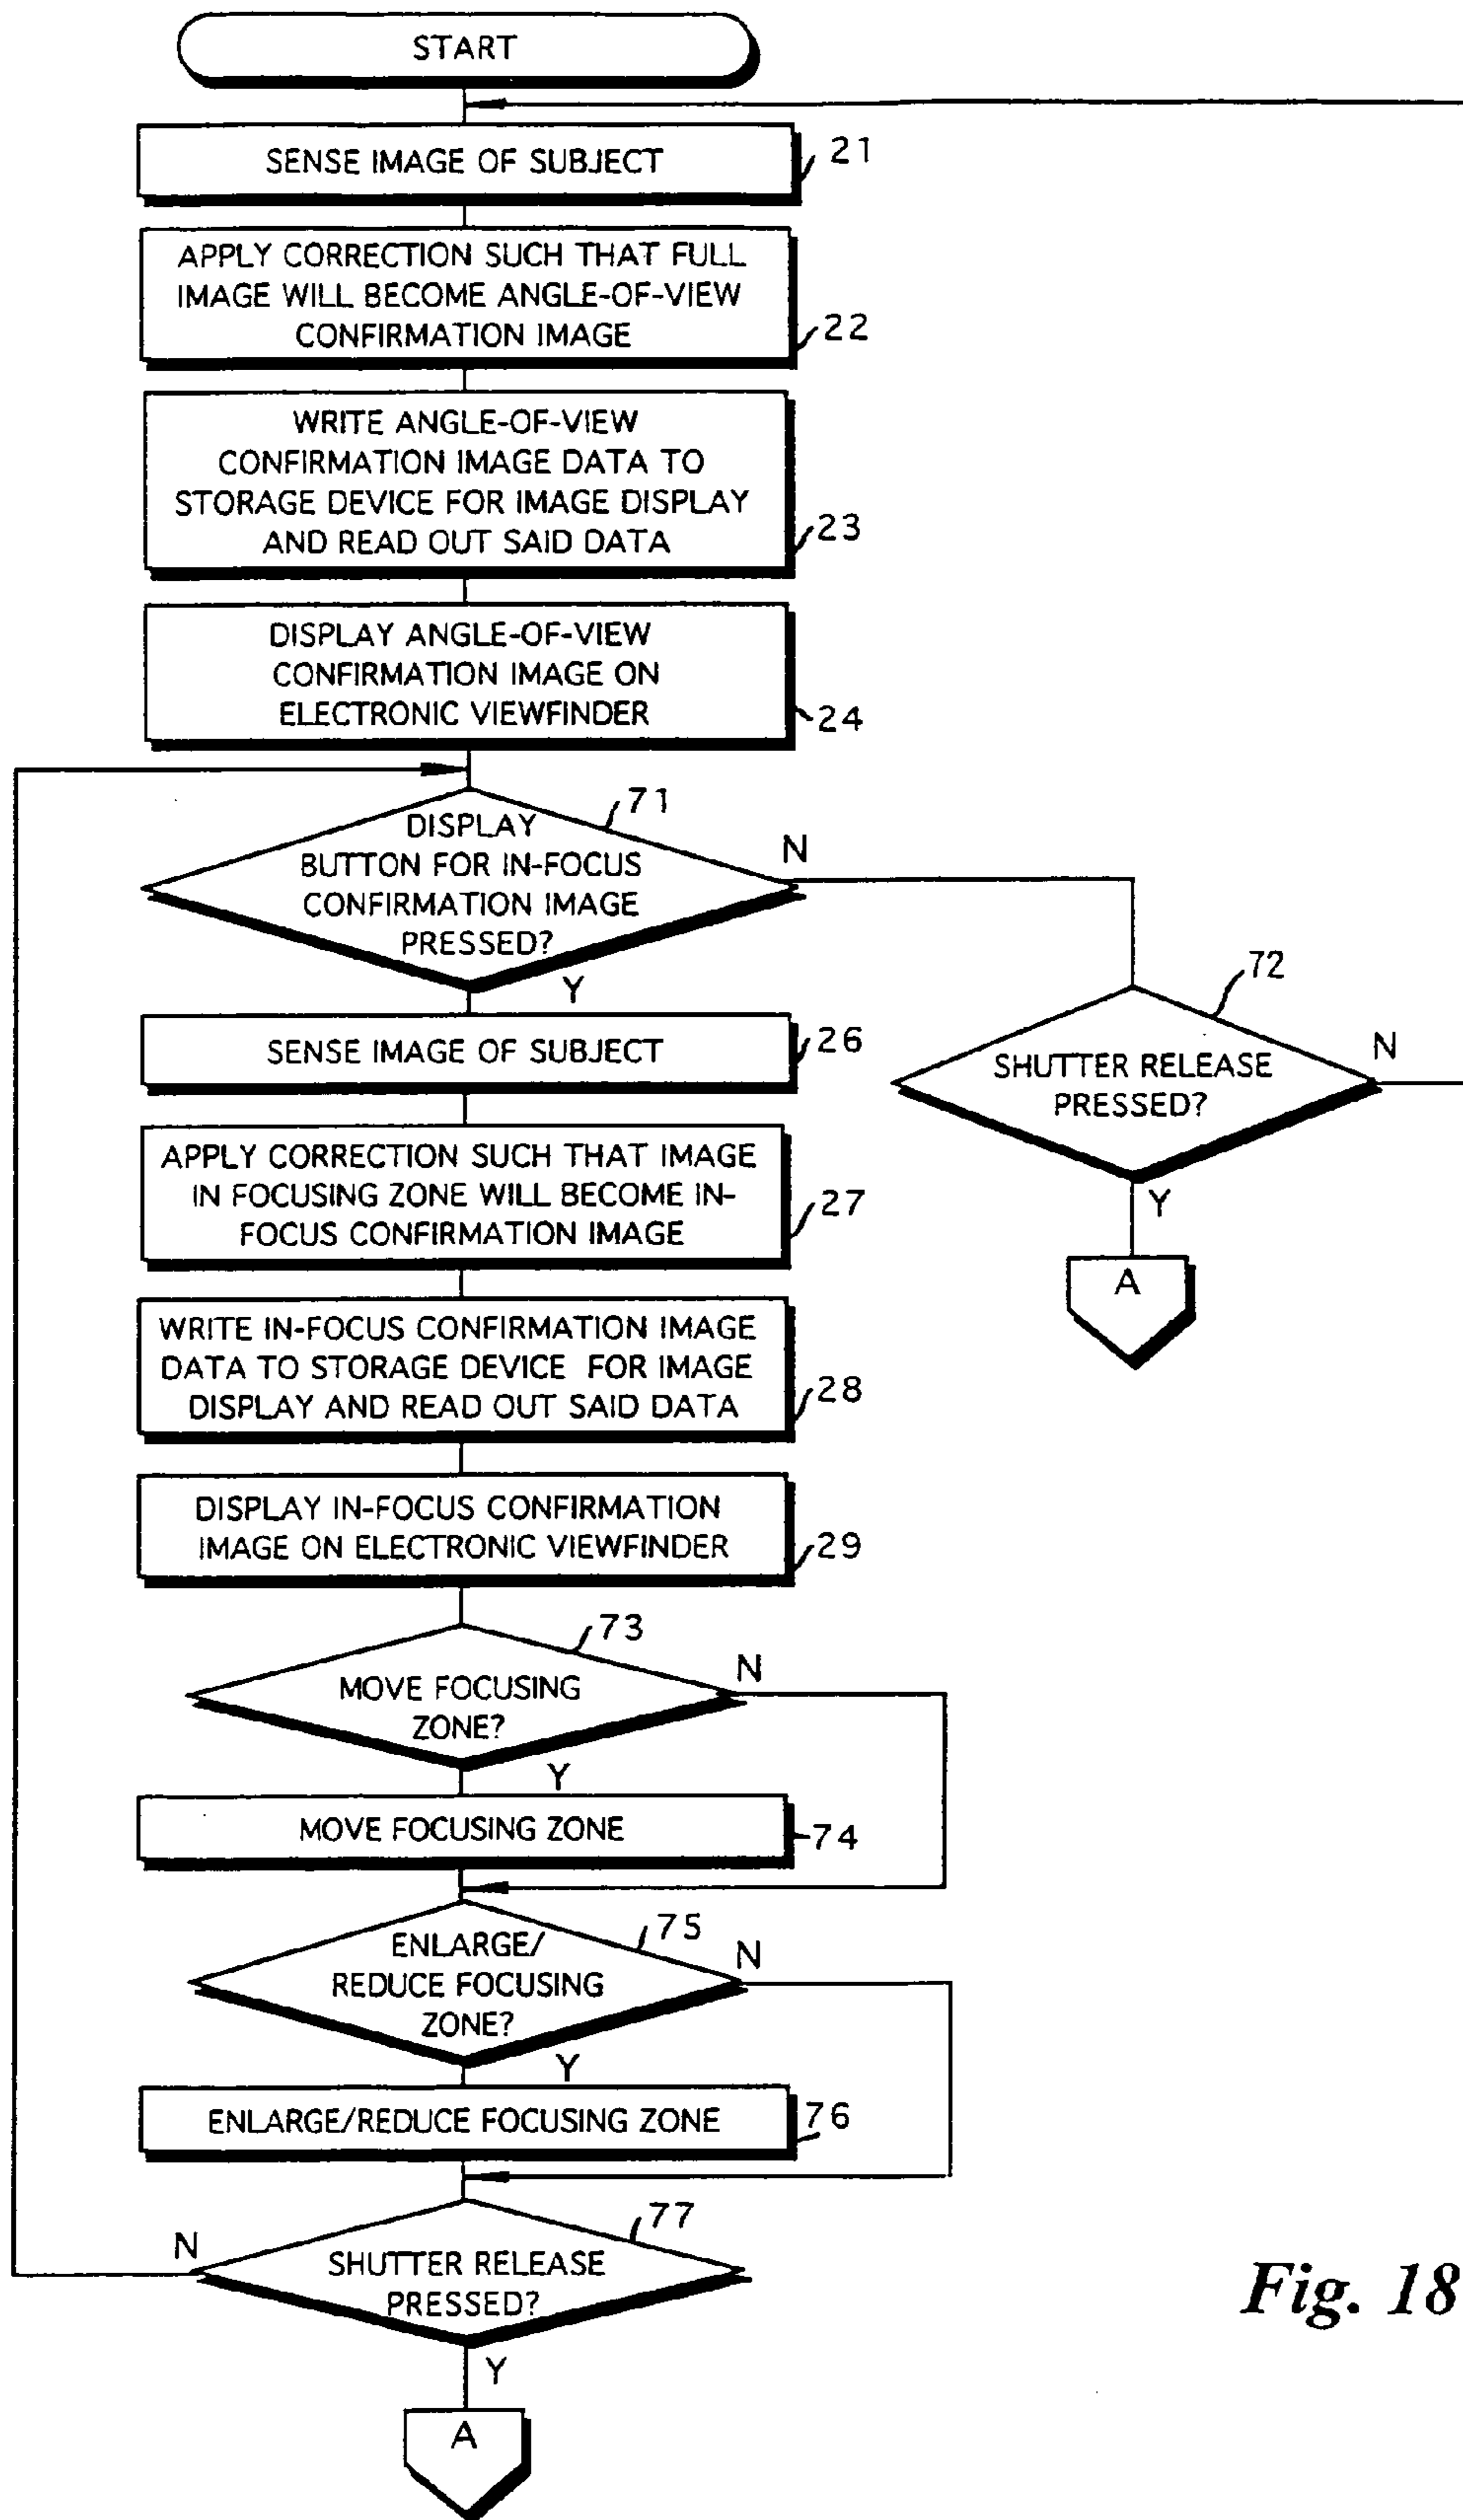 START
SENSE IMAGE OF SUBJECT
21
APPLY CORRECTION SUCH THAT FULL
IMAGE WILL BECOME ANGLE-OF-VIEW
CONFIRMATION IMAGE
22
WRITE ANGLE-OF-VIEW
CONFIRMATION IMAGE DATA TO
STORAGE DEVICE FOR IMAGE DISPLAY
AND READ OUT SAID DATA
23
DISPLAY ANGLE-OF-VIEW
CONFIRMATION IMAGE ON
ELECTRONIC VIEWFINDER
24
71
DISPLAY
BUTTON FOR IN-FOCUS
CONFIRMATION IMAGE
PRESSED?
N
Y
72
SHUTTER RELEASE
PRESSED?
N
Y
A
SENSE IMAGE OF SUBJECT
26
APPLY CORRECTION SUCH THAT IMAGE
IN FOCUSING ZONE WILL BECOME IN-
FOCUS CONFIRMATION IMAGE
27
WRITE IN-FOCUS CONFIRMATION IMAGE
DATA TO STORAGE DEVICE FOR IMAGE
DISPLAY AND READ OUT SAID DATA
28
DISPLAY IN-FOCUS CONFIRMATION
IMAGE ON ELECTRONIC VIEWFINDER
29
73
MOVE FOCUSING
ZONE?
N
Y
MOVE FOCUSING ZONE
74
75
ENLARGE/
REDUCE FOCUSING
ZONE?
N
Y
ENLARGE/REDUCE FOCUSING ZONE
76
77
SHUTTER RELEASE
PRESSED?
N
Y
A
Fig. 18